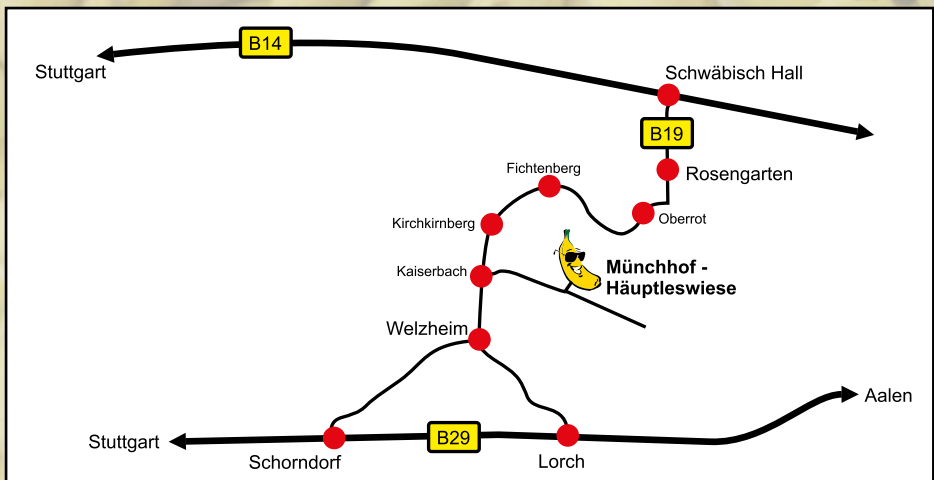 B14
Stuttgart
Schwäbisch Hall
B19
Fichtenberg
Rosengarten
Kirchkirnberg
Oberrot
Kaiserbach
Münchhof -
Häuptleswiese
Welzheim
Aalen
Stuttgart
B29
Schorndorf
Lorch